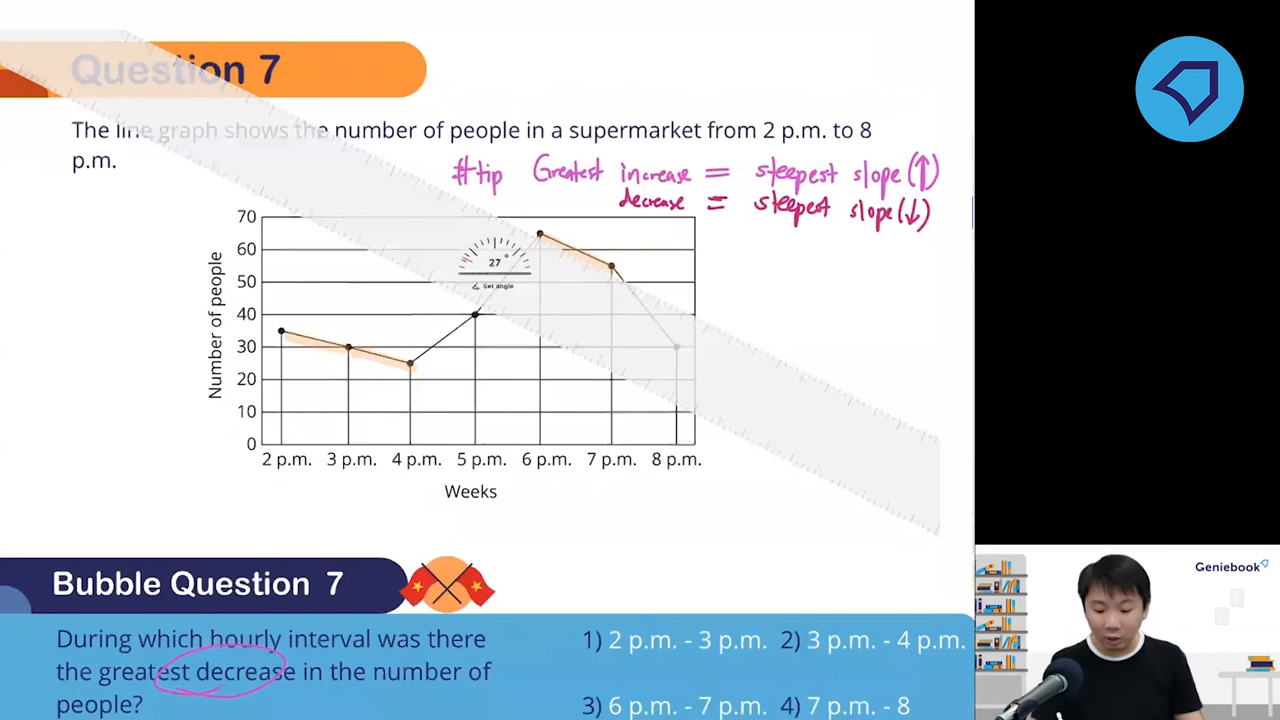 Question 7
The line graph shows the number of people in a supermarket from 2 p.m. to 8
p.m.
#tip Greatest increase = steepest slope (↑)
decrease = steepest slope (↓)
70
60
50
40
30
20
10
0
Number of people
27°
Set angle
2 p.m. 3 p.m. 4 p.m. 5 p.m. 6 p.m. 7 p.m. 8 p.m.
Weeks
Bubble Question 7
During which hourly interval was there
the greatest decrease in the number of
people?
1) 2 p.m. - 3 p.m. 2) 3 p.m. - 4 p.m.
3) 6 p.m. - 7 p.m. 4) 7 p.m. - 8
Geniebook